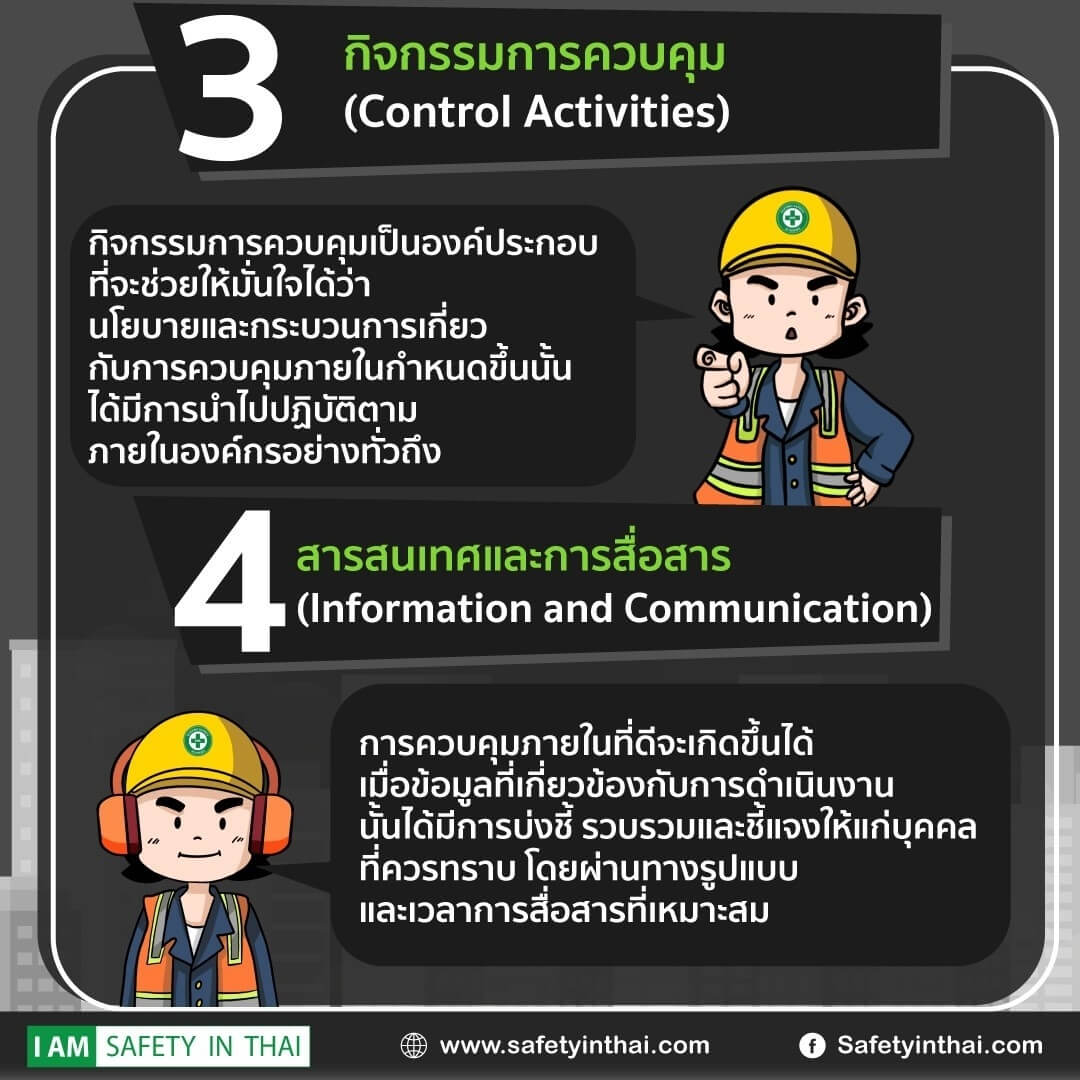 3
กิจกรรมการควบคุม
(Control Activities)
กิจกรรมการควบคุมเป็นองค์ประกอบ
ที่จะช่วยให้มั่นใจได้ว่า
นโยบายและกระบวนการเกี่ยว
กับการควบคุมภายในกำหนดขึ้นนั้น
ได้มีการนำไปปฏิบัติตาม
ภายในองค์กรอย่างทั่วถึง
4
สารสนเทศและการสื่อสาร
(Information and Communication)
การควบคุมภายในที่ดีจะเกิดขึ้นได้
เมื่อข้อมูลที่เกี่ยวข้องกับการดำเนินงาน
นั้นได้มีการบ่งชี้ รวบรวมและชี้แจงให้แก่บุคคล
ที่ควรทราบ โดยผ่านทางรูปแบบ
และเวลาการสื่อสารที่เหมาะสม
I AM SAFETY IN THAI
www.safetyinthai.com
Safetyinthai.com